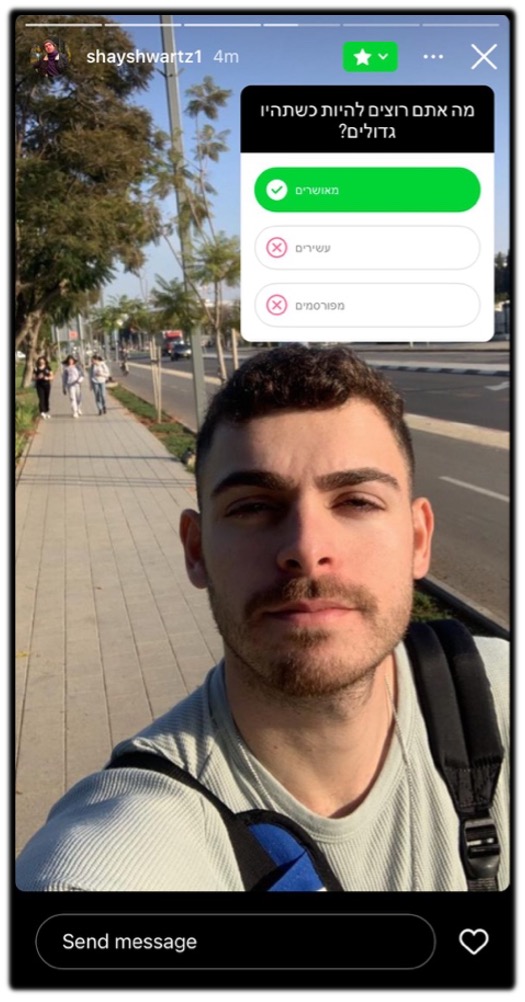 shayshwartz1 4m
מה אתם רוצים להיות כשתהיו
גדולים?
מאושרים
עשירים
מפורסמים
Send message